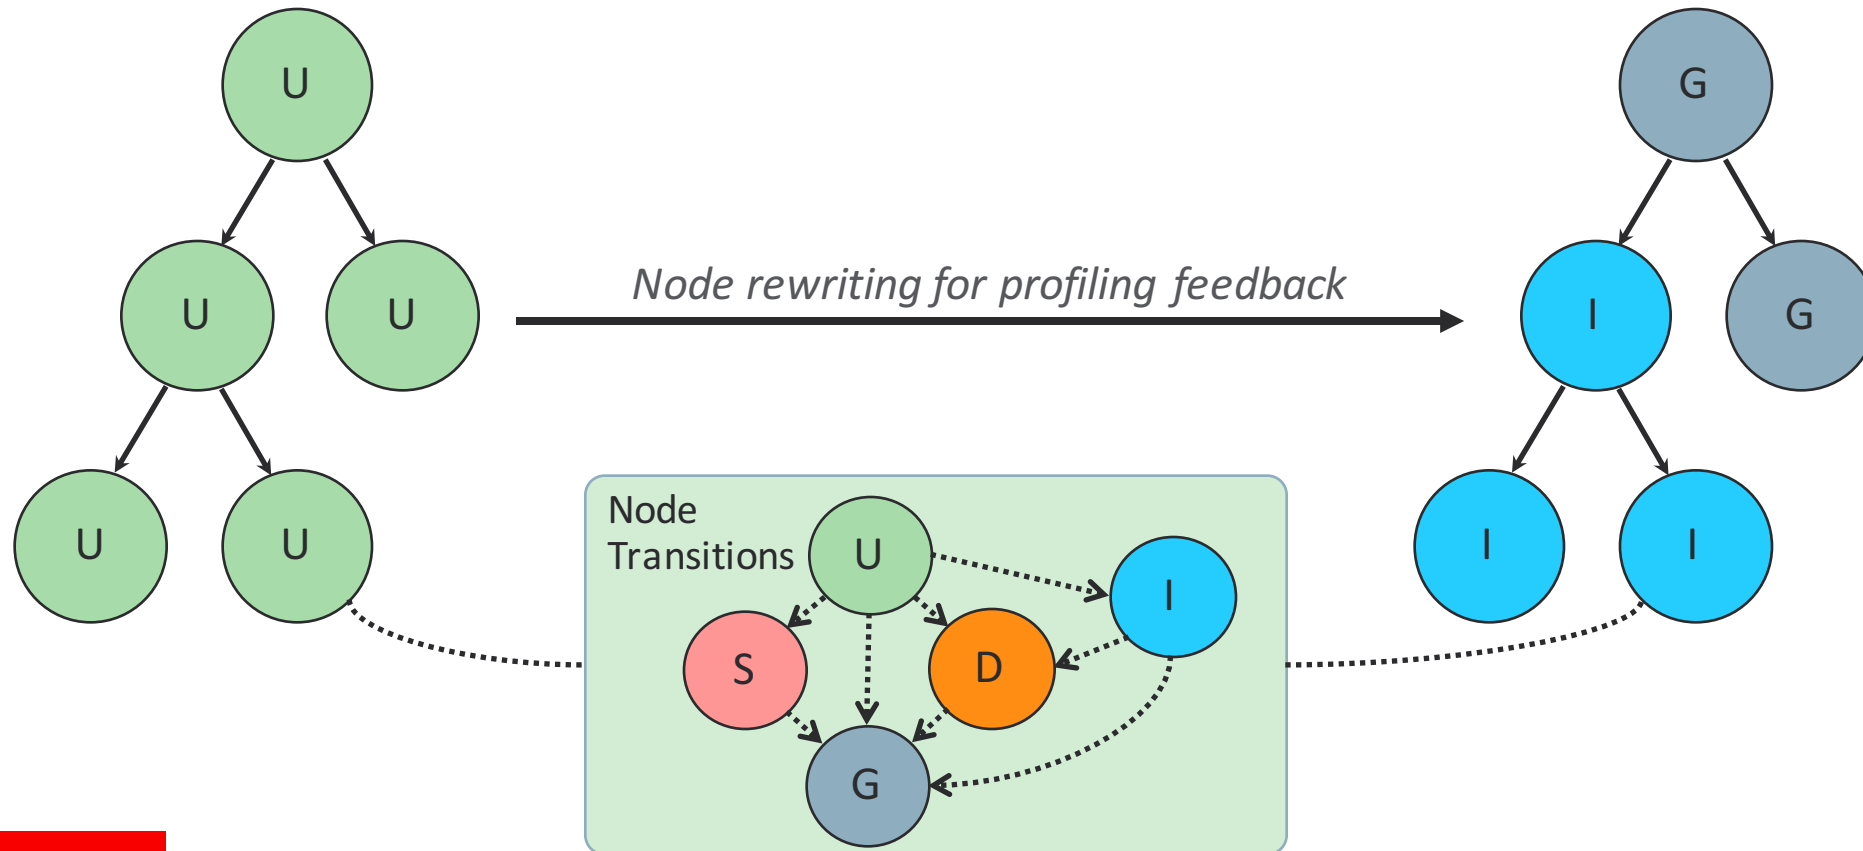 U
G
U
U
Node rewriting for profiling feedback
I
G
U
U
Node
Transitions
U
I
S
D
G
I
I